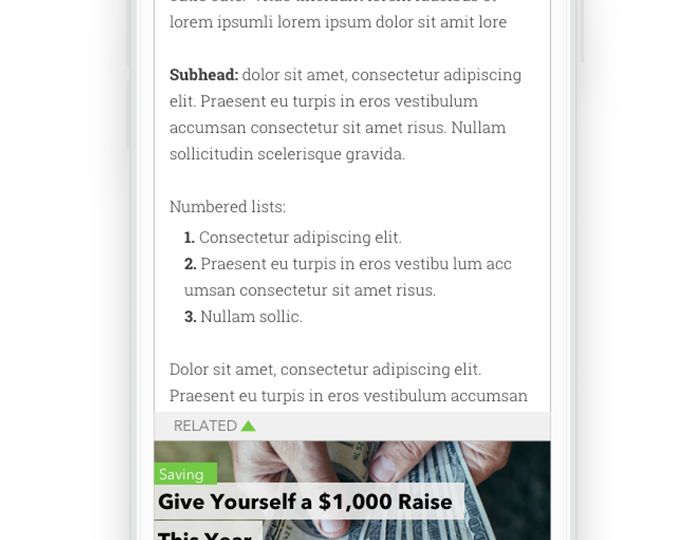 lorem ipsumli lorem ipsum dolor sit amit lore
Subhead: dolor sit amet, consectetur adipiscing
elit. Praesent eu turpis in eros vestibulum
accumsan consectetur sit amet risus. Nullam
sollicitudin scelerisque gravida.
Numbered lists:
1. Consectetur adipiscing elit.
2. Praesent eu turpis in eros vestibu lum acc
umsan consectetur sit amet risus.
3. Nullam sollic.
Dolor sit amet, consectetur adipiscing elit.
Praesent eu turpis in eros vestibulum accumsan
RELATED
Saving
Give Yourself a $1,000 Raise
This Year